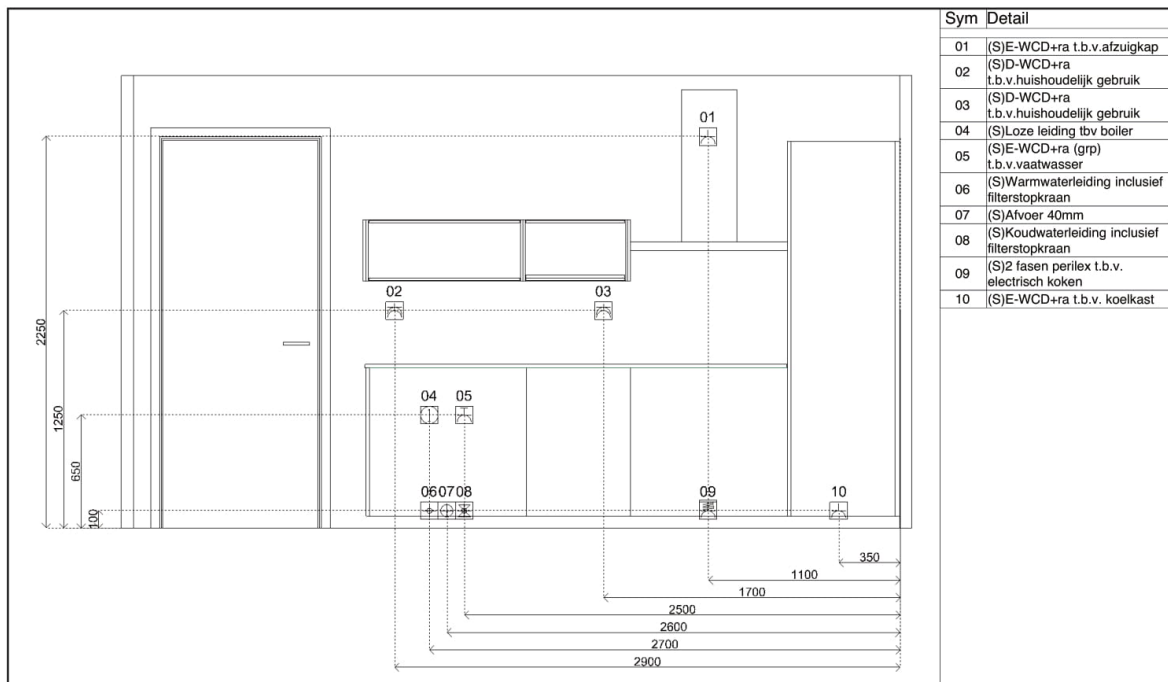 Sym Detail
01 (S)E-WCD+ra t.b.v.afzuigkap
02 (S)D-WCD+ra
t.b.v.huishoudelijk gebruik
03 (S)D-WCD+ra
t.b.v.huishoudelijk gebruik
04 (S)Loze leiding tbv boiler
05 (S)E-WCD+ra (grp)
t.b.v.vaatwasser
06 (S)Warmwaterleiding inclusief
filterstopkraan
07 (S)Afvoer 40mm
08 (S)Koudwaterleiding inclusief
filterstopkraan
09 (S)2 fasen perilex t.b.v.
electrisch koken
10 (S)E-WCD+ra t.b.v. koelkast
01
02 03
04 05
06 07 08 09 10
2250
1250
650
100
350
1100
1700
2500
2600
2700
2900